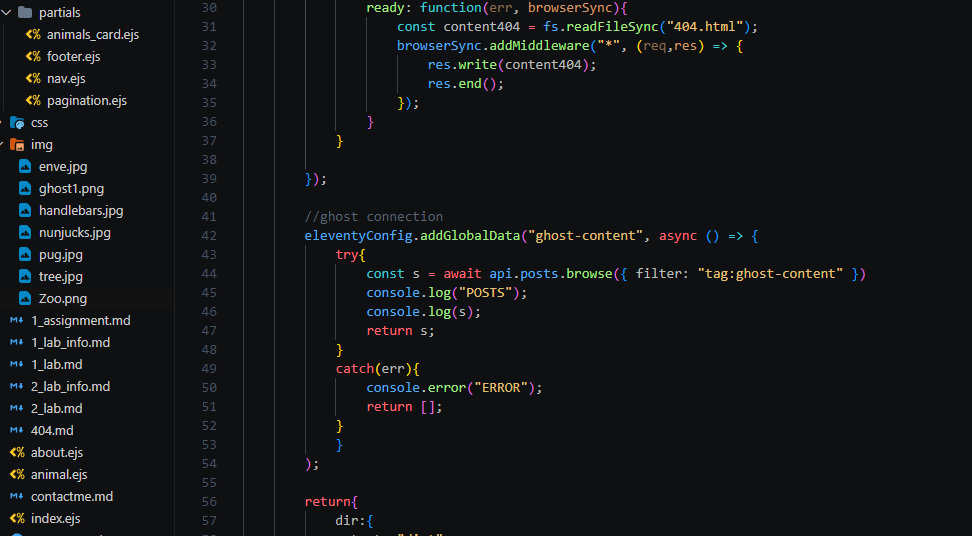 partials
animals_card.ejs
footer.ejs
nav.ejs
pagination.ejs
css
img
enve.jpg
ghost1.png
handlebars.jpg
nunjucks.jpg
pug.jpg
tree.jpg
Zoo.png
1_assignment.md
1_lab_info.md
1_lab.md
2_lab_info.md
2_lab.md
404.md
about.ejs
animal.ejs
contactme.md
index.ejs
30 ready: function(err, browserSync){
31 const content404 = fs.readFileSync("404.html");
32 browserSync.addMiddleware("*", (req,res) => {
33 res.write(content404);
34 res.end();
35 });
36 }
37 }
38
39 });
40
41 //ghost connection
42 eleventyConfig.addGlobalData("ghost-content", async () => {
43 try{
44 const s = await api.posts.browse({ filter: "tag:ghost-content" })
45 console.log("POSTS");
46 console.log(s);
47 return s;
48 }
49 catch(err){
50 console.error("ERROR");
51 return [];
52 }
53 }
54 );
55
56 return{
57 dir:{